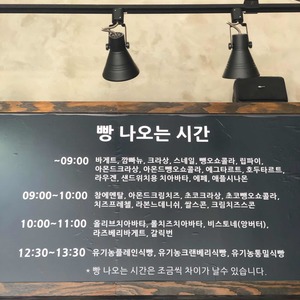 빵 나오는 시간
~09:00 바게트, 깜빠뉴, 크라상, 스네일, 뺑오쇼콜라, 립파이,
아몬드크라상, 아몬드뺑오쇼콜라, 에그타르트, 호두타르트,
라우겐, 샌드위치용 치아바타, 에페, 애플시나몬
09:00~10:00 참에멘탈, 아몬드크림치즈, 초코크라상, 초코뺑오쇼콜라,
치즈프레첼, 라본느데니쉬, 쌀스콘, 크림치즈스콘
10:00~11:00 올리브치아바타, 롤치즈치아바타, 비스토네(앙버터),
라즈베리바게트, 갈릭번
12:30~13:30 유기농플레인식빵, 유기농크랜베리식빵, 유기농통밀식빵
* 빵 나오는 시간은 조금씩 차이가 날수 있습니다.